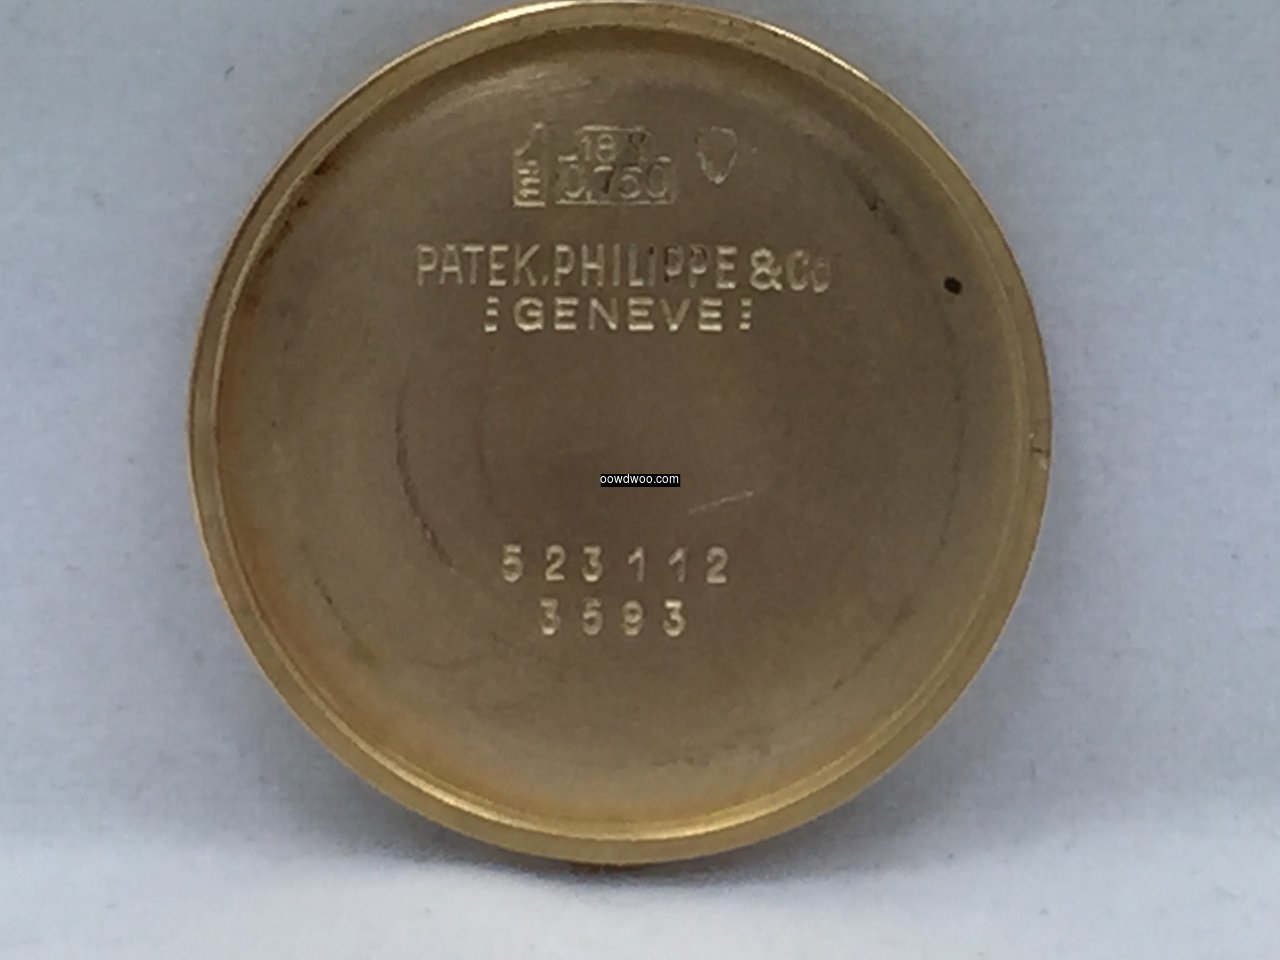 18K
0,750
PATEK, PHILIPPE & Co
GENEVE
oowdwoo.com
523112
3593